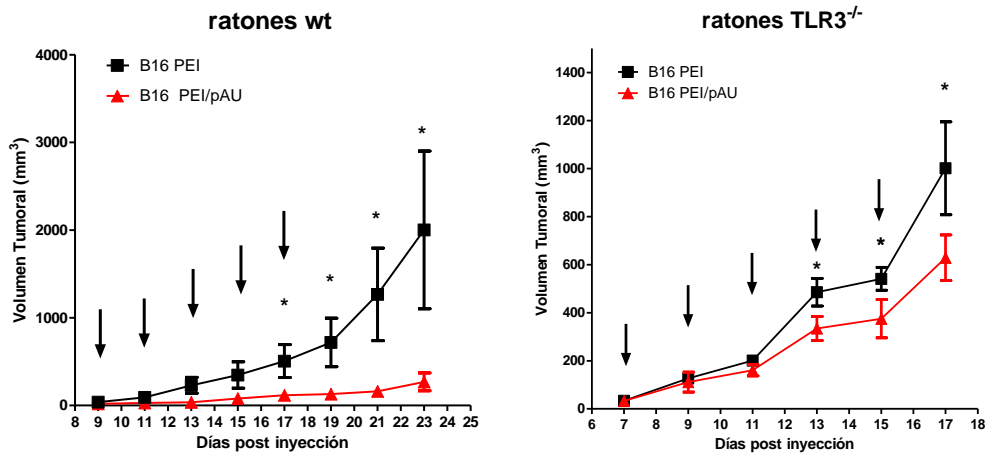 ratones wt
B16 PEI
B16 PEI/pAU
Volumen Tumoral (mm³)
4000
3000
2000
1000
0
* * * *
8 9 10 11 12 13 14 15 16 17 18 19 20 21 22 23 24 25
Días post inyección
ratones TLR3-/-
B16 PEI
B16 PEI/pAU
Volumen Tumoral (mm³)
1400
1200
1000
800
600
400
200
0
* * *
6 7 8 9 10 11 12 13 14 15 16 17 18
Días post inyección